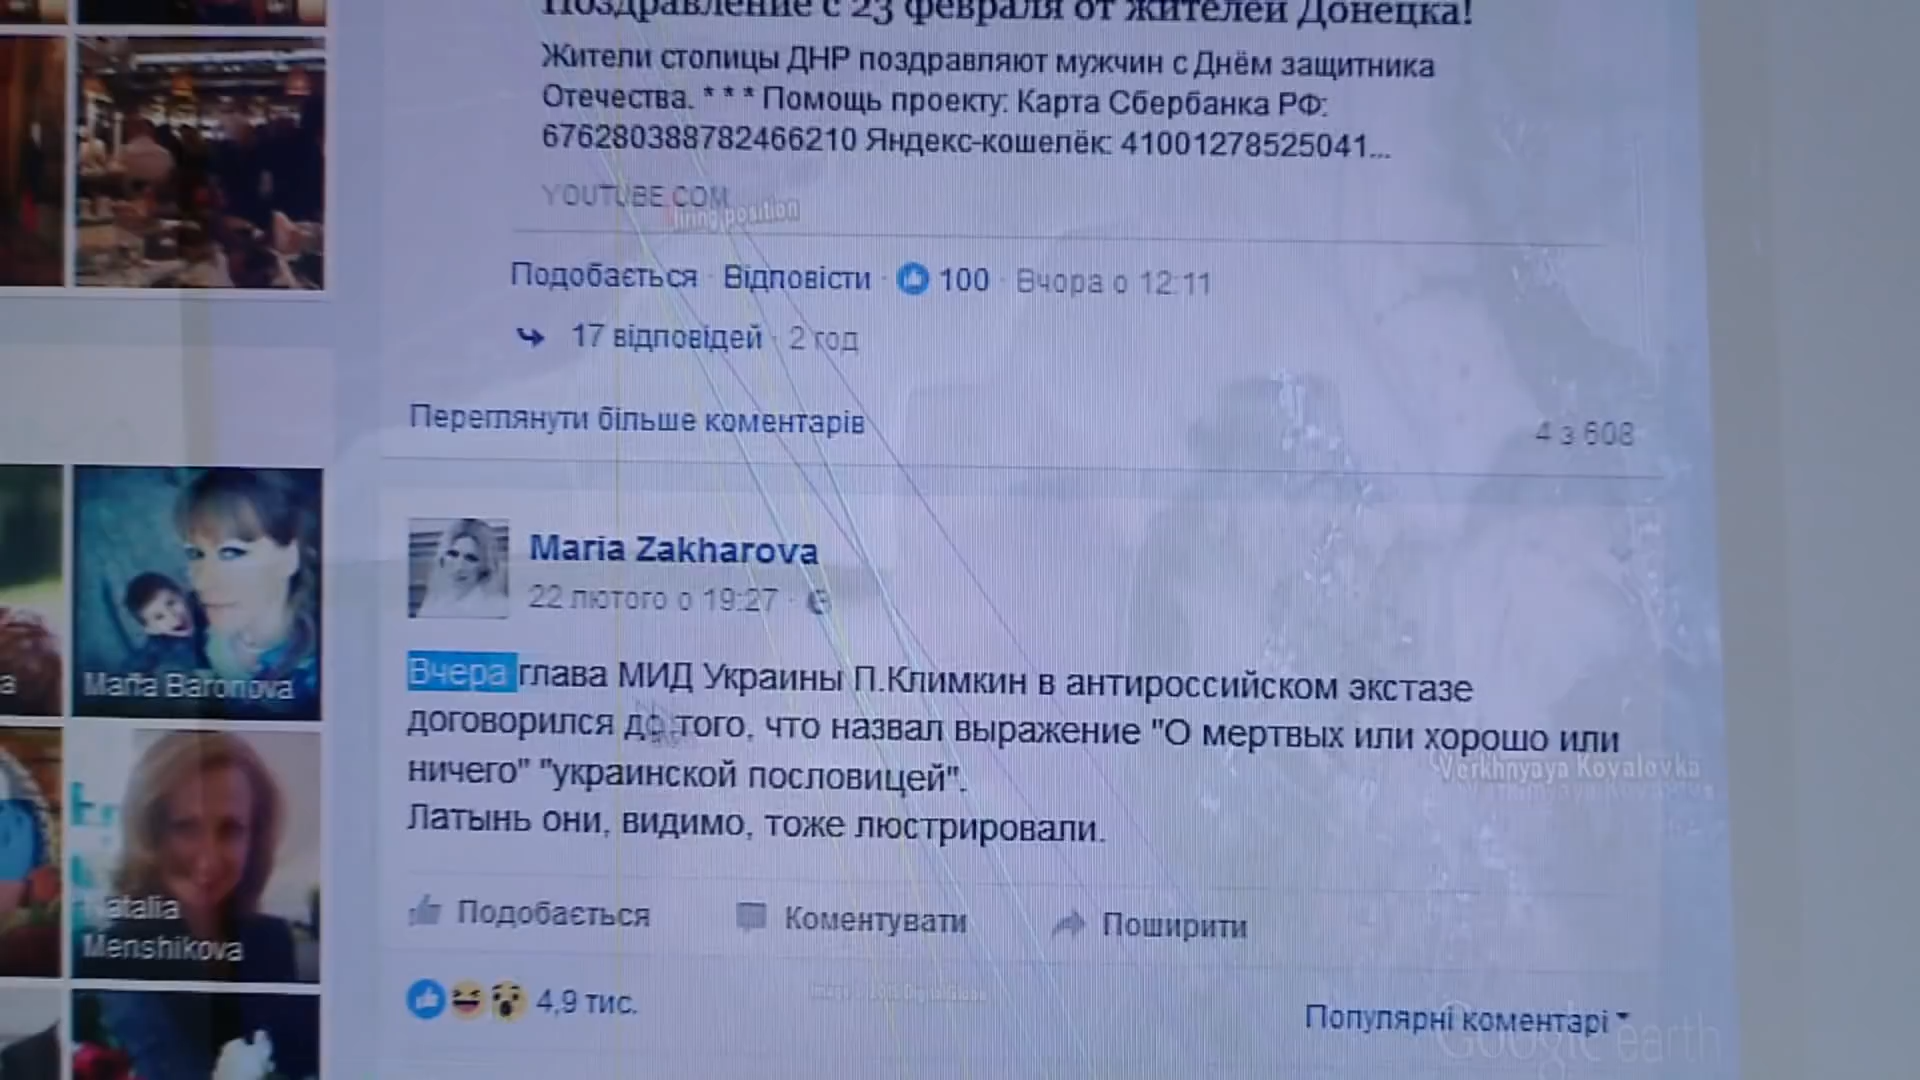 Поздравление с 23 февраля от жителей Донецка!
Жители столицы ДНР поздравляют мужчин с Днём защитника
Отечества. * * * Помощь проекту: Карта Сбербанка РФ:
676280388782466210 Яндекс-кошелёк: 41001278525041...
YOUTUBE.COM
firing position
Подобається · Відповісти · 100 · Вчора о 12:11
17 відповідей · 2 год
Переглянути більше коментарів
4 з 608
Maria Zakharova
22 лютого о 19:27 ·
Вчера глава МИД Украины П.Климкин в антироссийском экстазе
договорился до того, что назвал выражение "О мертвых или хорошо или
ничего" "украинской пословицей".
Латынь они, видимо, тоже люстрировали.
Verkhnyaya Kovalovka
Подобається Коментувати Поширити
4,9 тис.
Популярні коментарі
Google earth
a
Maria Baronova
Natalia
Menshikova